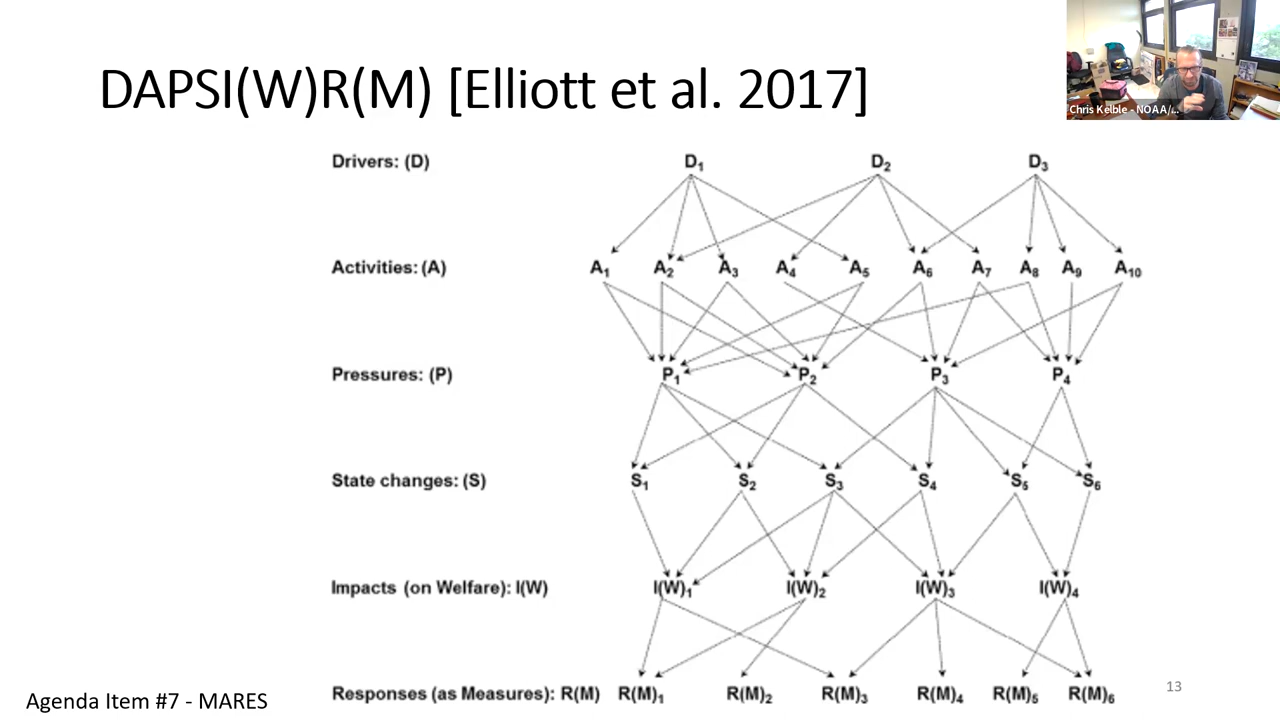 DAPSI(W)R(M) [Elliott et al. 2017]
Chris Kelble - NOAA/...
Drivers: (D) D₁ D₂ D₃
Activities: (A) A₁ A₂ A₃ A₄ A₅ A₆ A₇ A₈ A₉ A₁₀
Pressures: (P) P₁ P₂ P₃ P₄
State changes: (S) S₁ S₂ S₃ S₄ S₅ S₆
Impacts (on Welfare): I(W) I(W)₁ I(W)₂ I(W)₃ I(W)₄
Responses (as Measures): R(M) R(M)₁ R(M)₂ R(M)₃ R(M)₄ R(M)₅ R(M)₆
13
Agenda Item #7 - MARES